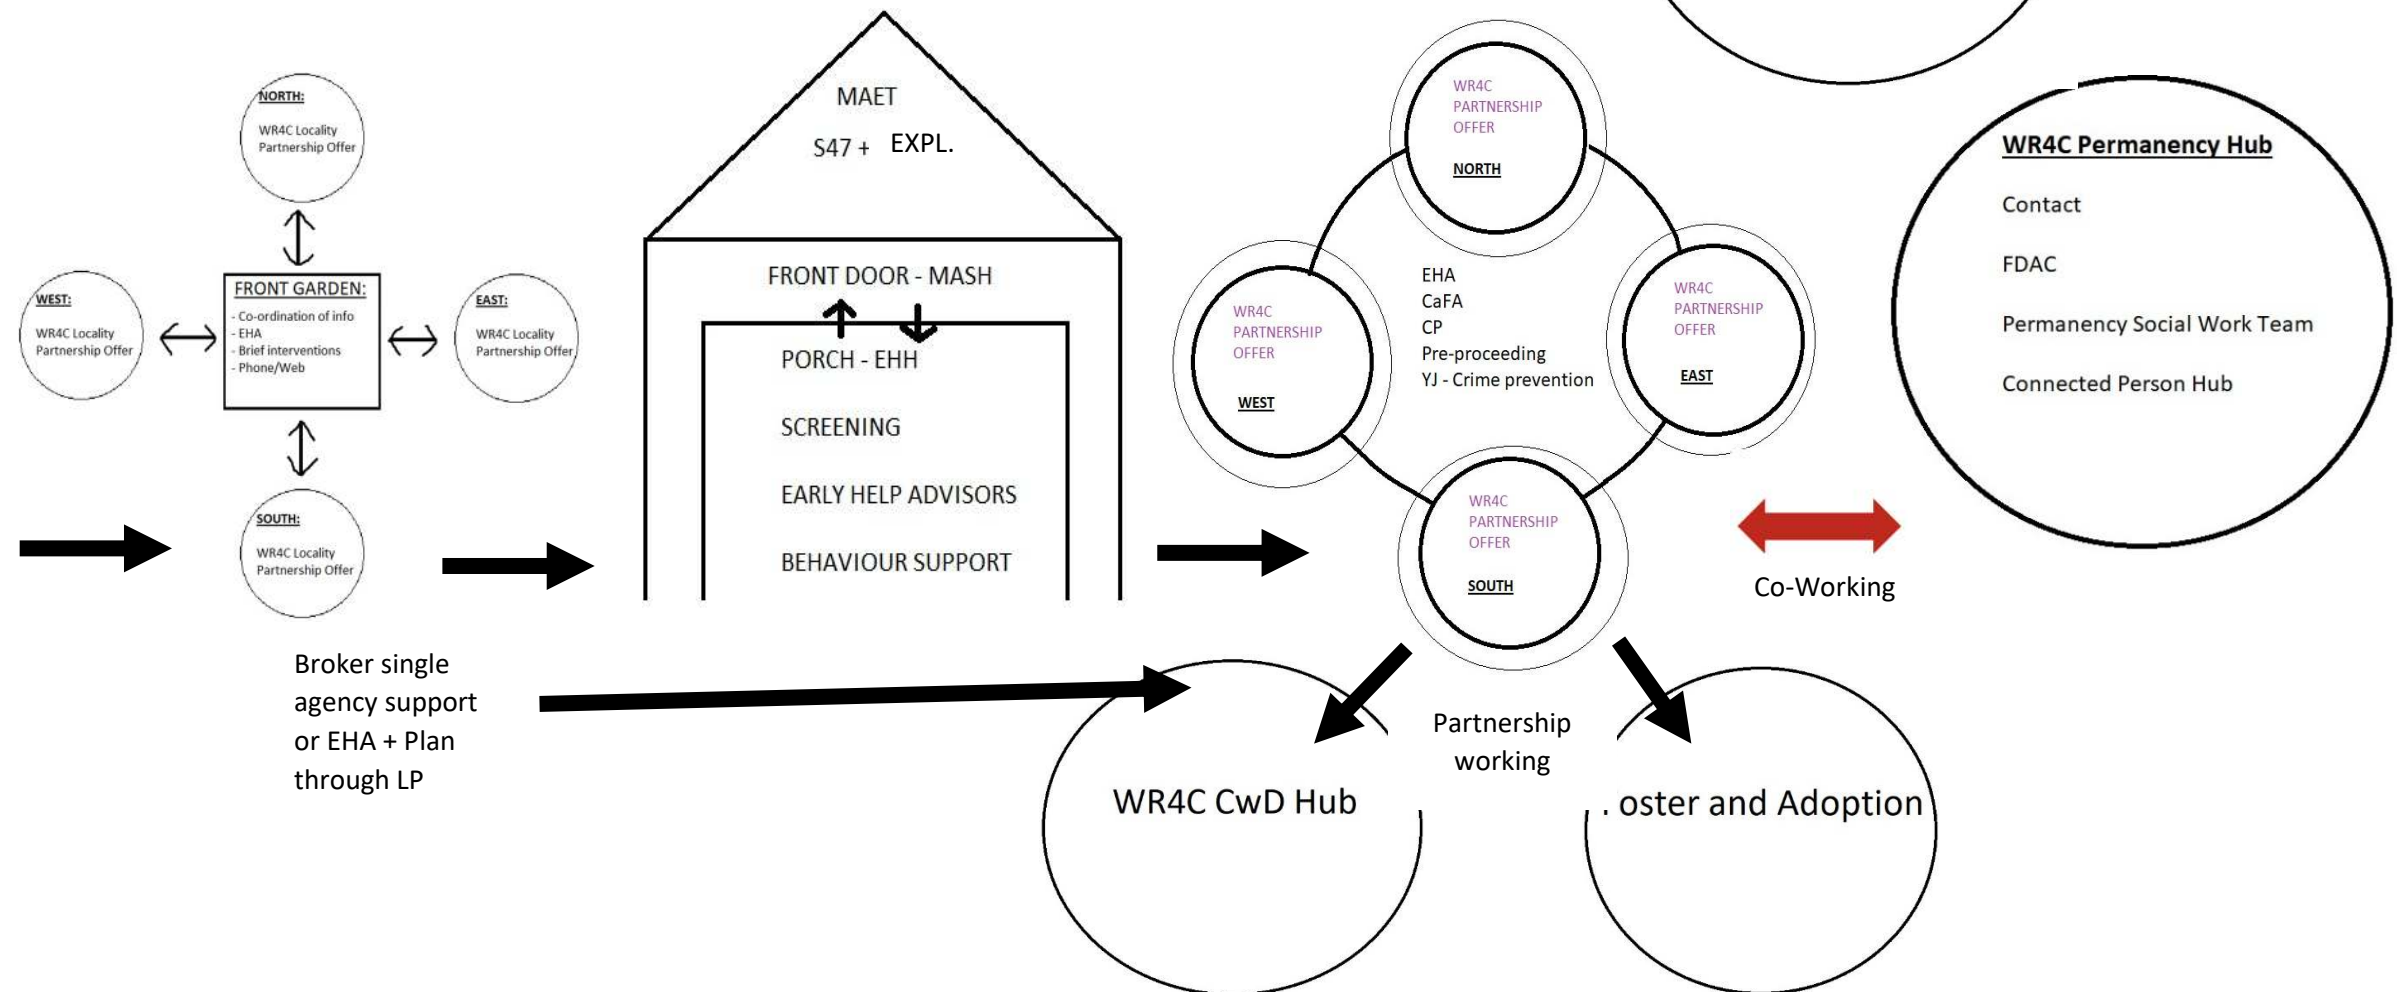 NORTH:
WR4C Locality
Partnership Offer
WEST:
WR4C Locality
Partnership Offer
FRONT GARDEN:
- Co-ordination of info
- EHA
- Brief interventions
- Phone/Web
EAST:
WR4C Locality
Partnership Offer
SOUTH:
WR4C Locality
Partnership Offer
Broker single
agency support
or EHA + Plan
through LP
MAET
S47 + EXPL.
FRONT DOOR - MASH
PORCH - EHH
SCREENING
EARLY HELP ADVISORS
BEHAVIOUR SUPPORT
WR4C
PARTNERSHIP
OFFER
NORTH
WR4C
PARTNERSHIP
OFFER
WEST
EHA
CaFA
CP
Pre-proceeding
YJ - Crime prevention
WR4C
PARTNERSHIP
OFFER
EAST
WR4C
PARTNERSHIP
OFFER
SOUTH
Co-Working
WR4C Permanency Hub
Contact
FDAC
Permanency Social Work Team
Connected Person Hub
Partnership
working
WR4C CwD Hub
oster and Adoption